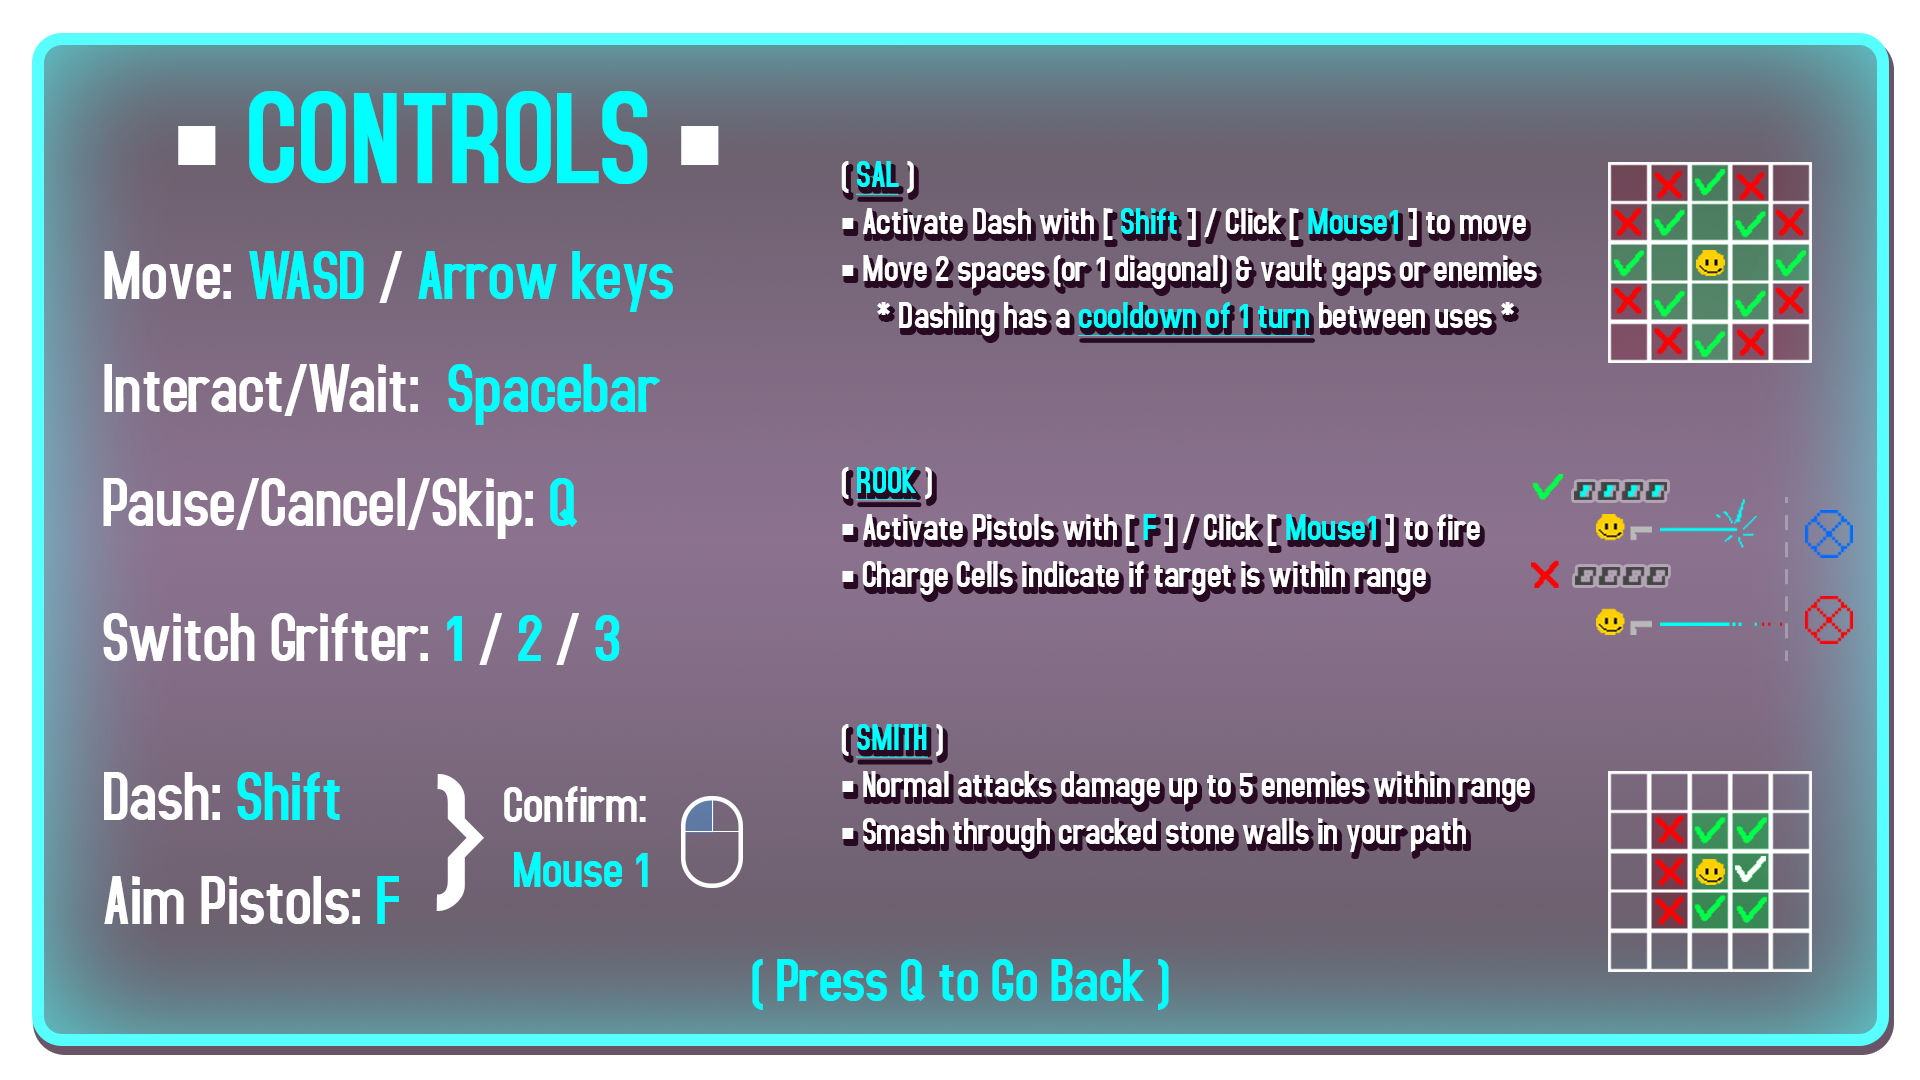 ▪ CONTROLS ▪
Move: WASD / Arrow keys
Interact/Wait: Spacebar
Pause/Cancel/Skip: Q
Switch Grifter: 1 / 2 / 3
Dash: Shift
Aim Pistols: F
Confirm:
Mouse 1
( SAL )
▪ Activate Dash with [ Shift ] / Click [ Mouse1 ] to move
▪ Move 2 spaces (or 1 diagonal) & vault gaps or enemies
* Dashing has a cooldown of 1 turn between uses *
( ROOK )
▪ Activate Pistols with [ F ] / Click [ Mouse1 ] to fire
▪ Charge Cells indicate if target is within range
( SMITH )
▪ Normal attacks damage up to 5 enemies within range
▪ Smash through cracked stone walls in your path
( Press Q to Go Back )